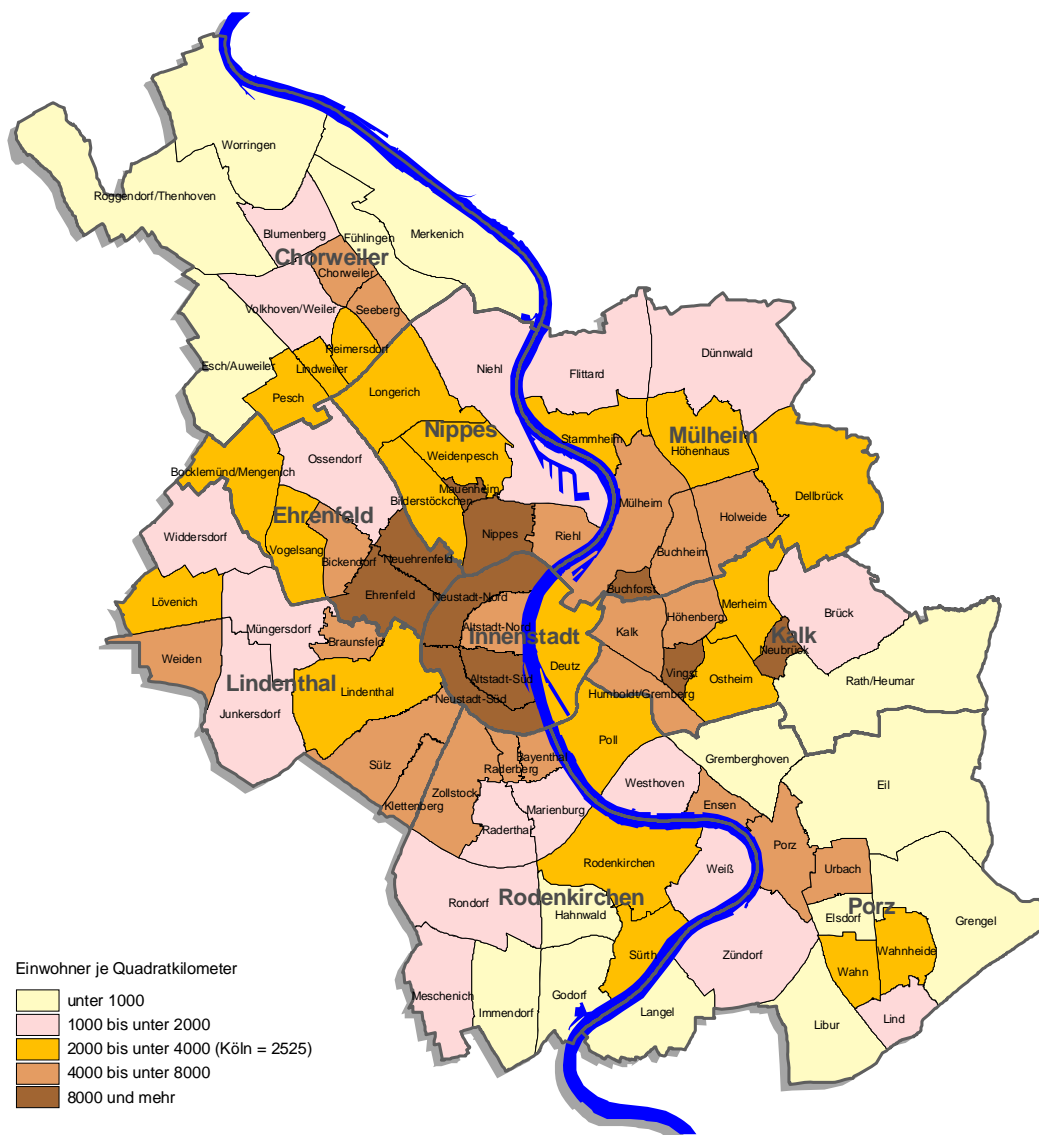 Worringen
Roggendorf/Thenhoven
Blumenberg
Fühlingen
Merkenich
Chorweiler
Chorweiler
Volkhoven/Weiler
Seeberg
Dünnwald
Reimersdorf
Esch/Auweiler
Lindweiler
Niehl
Flittard
Pesch
Longerich
Nippes
Mülheim
Stammheim
Höhenhaus
Weidenpesch
Ossendorf
Bocklemünd/Mengenich
Mauenheim
Bilderstöckchen
Dellbrück
Mülheim
Ehrenfeld
Holweide
Widdersdorf
Nippes
Riehl
Vogelsang
Buchheim
Bickendorf
Neuehrenfeld
Buchforst
Ehrenfeld
Neustadt-Nord
Lövenich
Merheim
Brück
Höhenberg
Altstadt-Nord
Müngersdorf
Innenstadt
Kalk
Kalk
Braunsfeld
Neubrück
Weiden
Deutz
Vingst
Ostheim
Altstadt-Süd
Rath/Heumar
Lindenthal
Lindenthal
Humboldt/Gremberg
Neustadt-Süd
Junkersdorf
Poll
Bayenthal
Gremberghoven
Sülz
Raderberg
Westhoven
Eil
Zollstock
Klettenberg
Ensen
Marienburg
Raderthal
Porz
Rodenkirchen
Weiß
Urbach
Rodenkirchen
Rondorf
Porz
Hahnwald
Elsdorf
Grengel
Sürth
Zündorf
Wahnheide
Wahn
Einwohner je Quadratkilometer
Meschenich
Godorf
unter 1000
Immendorf
Langel
Lind
1000 bis unter 2000
Libur
2000 bis unter 4000 (Köln = 2525)
4000 bis unter 8000
8000 und mehr